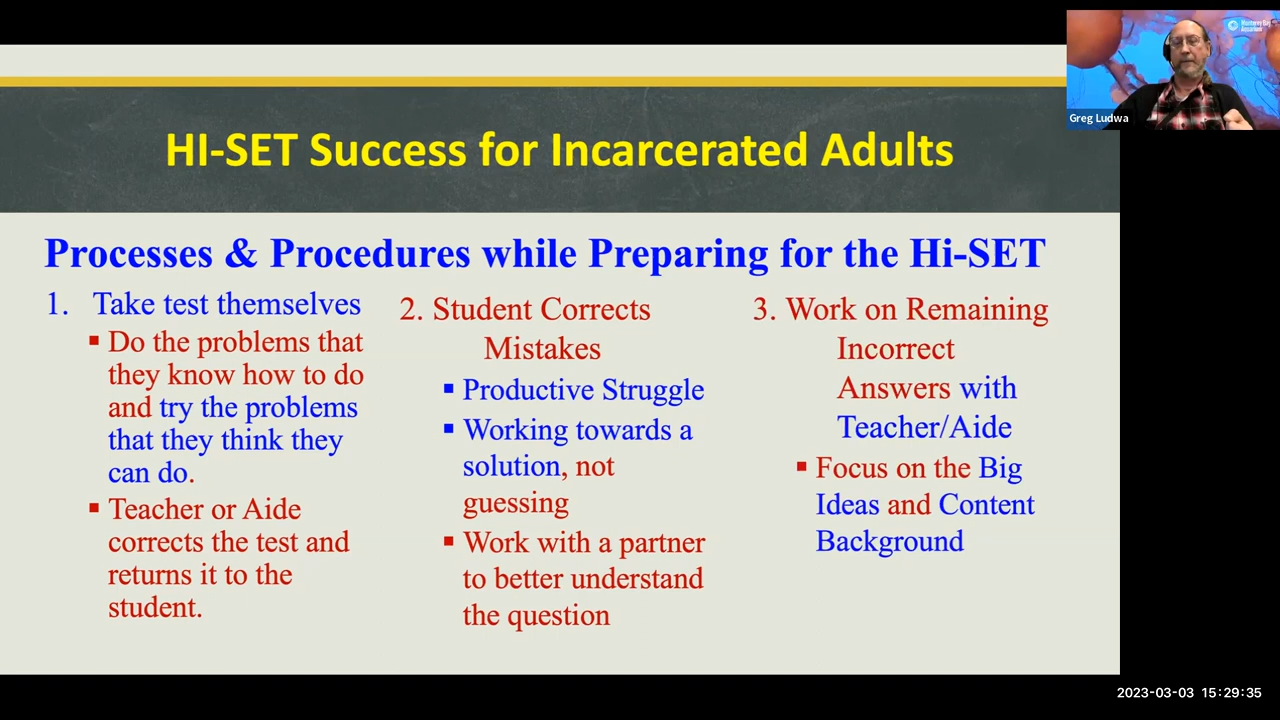 Monterey Bay
Aquarium
Greg Ludwa
HI-SET Success for Incarcerated Adults
Processes & Procedures while Preparing for the Hi-SET
1. Take test themselves
▪ Do the problems that
they know how to do
and try the problems
that they think they
can do.
▪ Teacher or Aide
corrects the test and
returns it to the
student.
2. Student Corrects
Mistakes
▪ Productive Struggle
▪ Working towards a
solution, not
guessing
▪ Work with a partner
to better understand
the question
3. Work on Remaining
Incorrect
Answers with
Teacher/Aide
▪ Focus on the Big
Ideas and Content
Background
2023-03-03 15:29:35